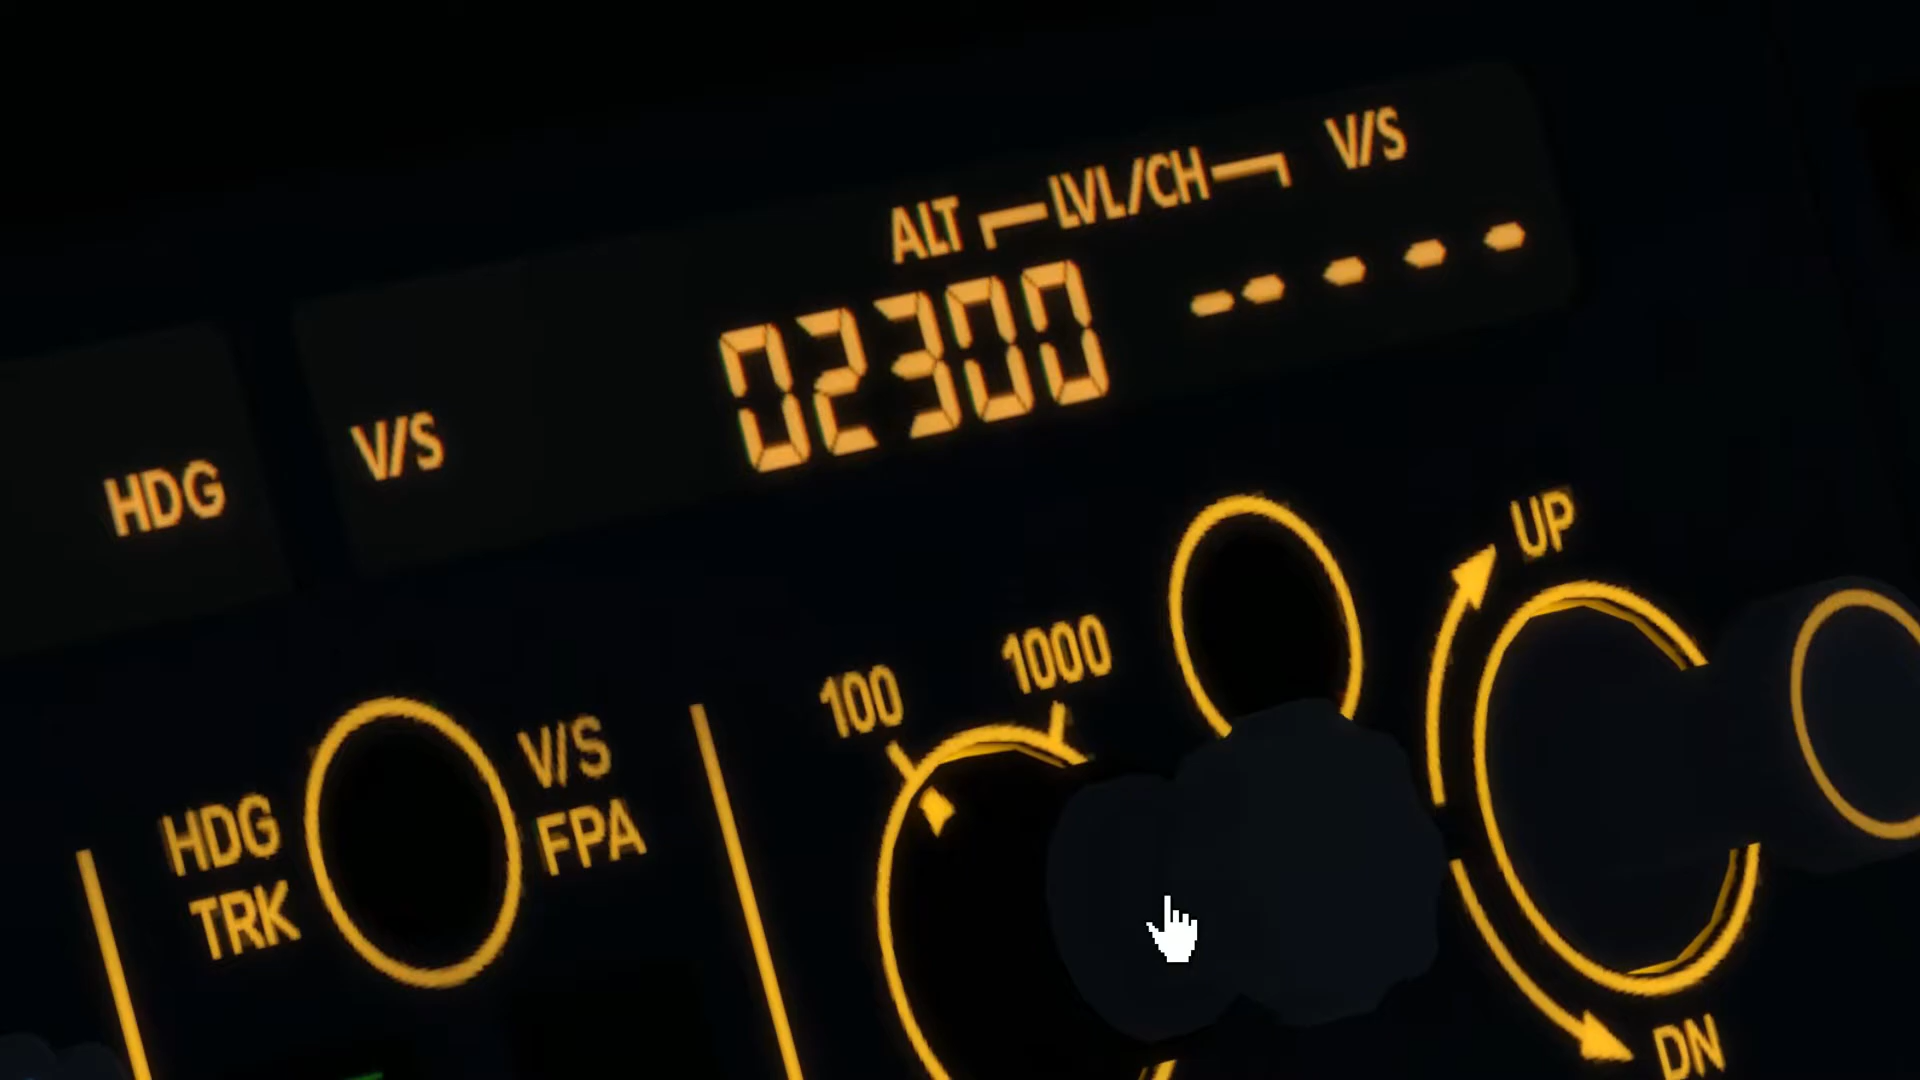 ALT LVL/CH V/S
02300 -----
HDG V/S
UP
100 1000
HDG V/S
TRK FPA
DN